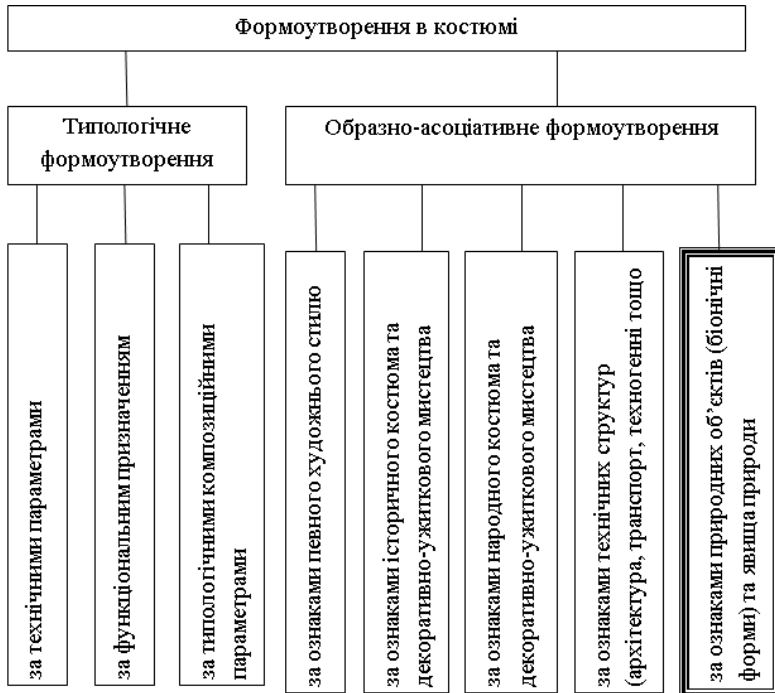 Формоутворення в костюмі
Типологічне
формоутворення
Образно-асоціативне формоутворення
за технічними параметрами
за функціональним призначенням
за типологічними композиційними
параметрами
за ознаками певного художнього стилю
за ознаками історичного костюма та
декоративно-ужиткового мистецтва
за ознаками народного костюма та
декоративно-ужиткового мистецтва
за ознаками технічних структур
(архітектура, транспорт, техногенні тощо
за ознаками природних об’єктів (біонічні
форми) та явища природи